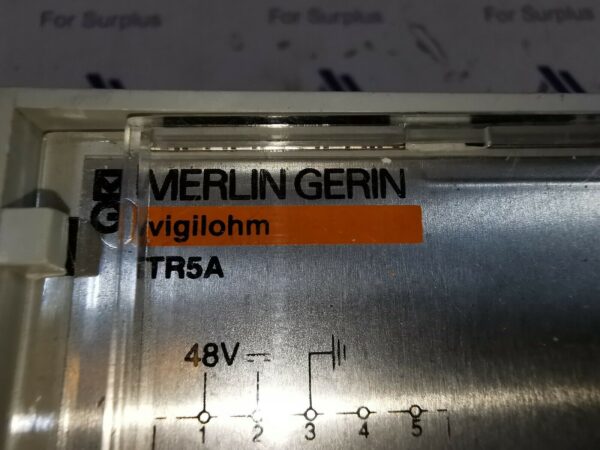 For Surplus For Surplus For Surplus
MERLIN GERIN
vigilohm
TR5A
48V
1 2 3 4 5